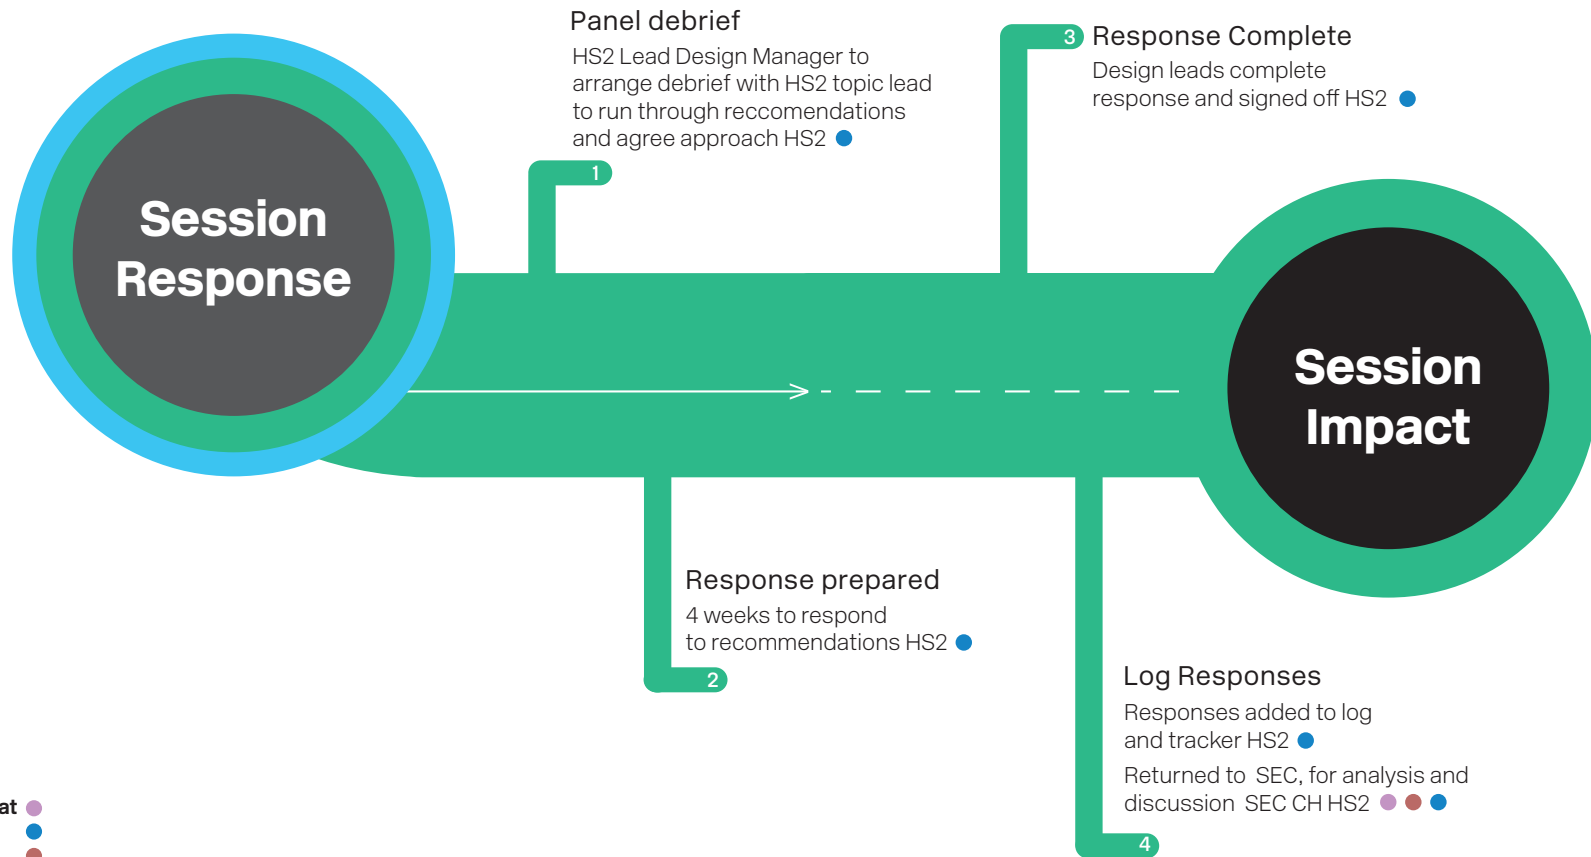 Panel debrief
HS2 Lead Design Manager to
arrange debrief with HS2 topic lead
to run through reccomendations
and agree approach HS2
1
3
Response Complete
Design leads complete
response and signed off HS2
Session
Response
Session
Impact
Response prepared
4 weeks to respond
to recommendations HS2
2
Log Responses
Responses added to log
and tracker HS2
Returned to SEC, for analysis and
discussion SEC CH HS2
4
at